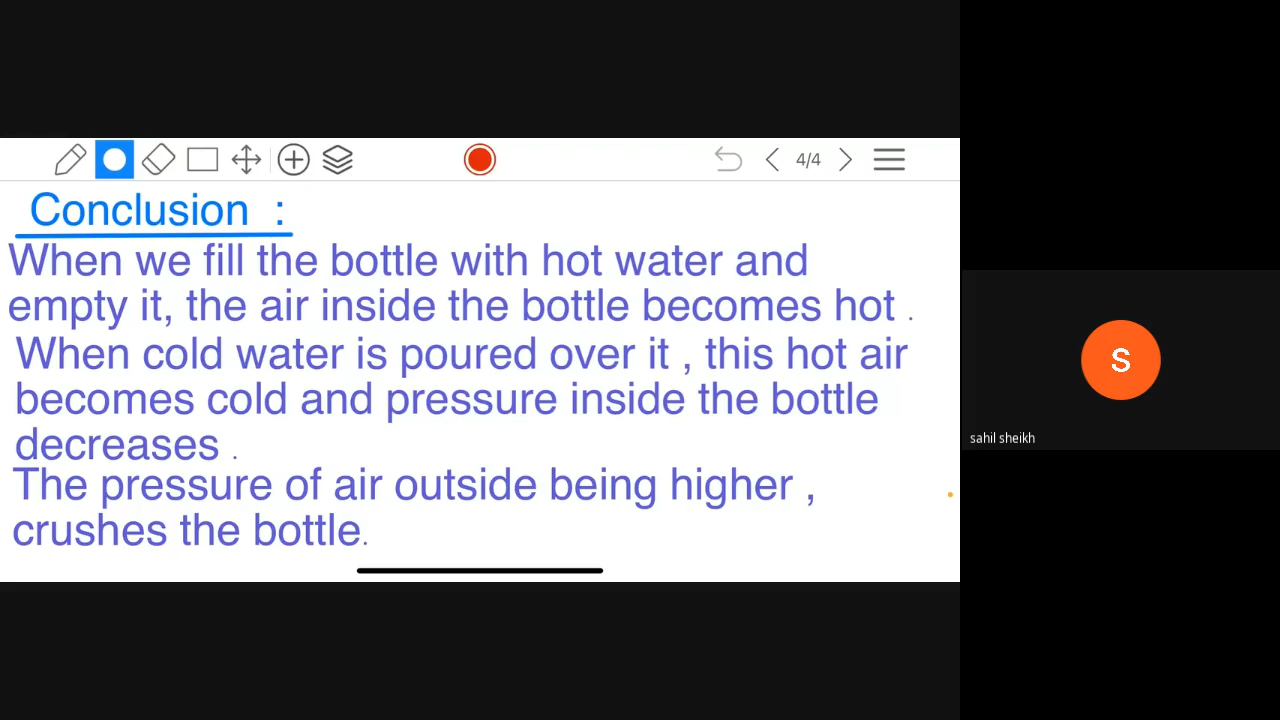 4/4
Conclusion :
When we fill the bottle with hot water and
empty it, the air inside the bottle becomes hot .
When cold water is poured over it , this hot air
becomes cold and pressure inside the bottle
decreases .
The pressure of air outside being higher ,
crushes the bottle.
S
sahil sheikh